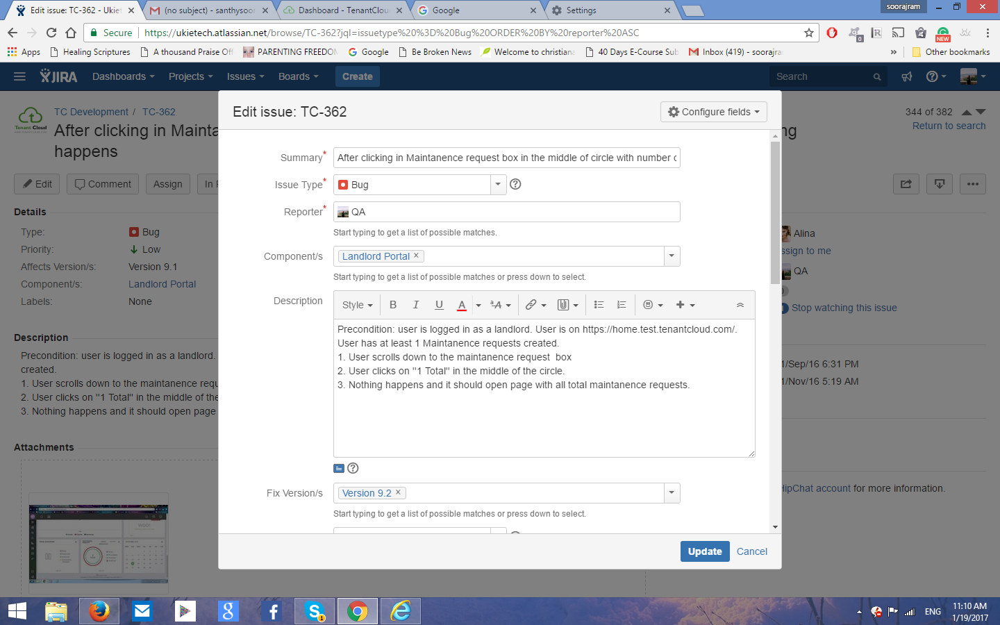 soorajram
Edit issue: TC-362 - Ukiet
(no subject) - santhysoor
Dashboard - TenantClou
Google
Settings
Secure
https://ukietech.atlassian.net/browse/TC-362?jql=issuetype%20%3D%20Bug%20ORDER%20BY%20reporter%20ASC
0
NEW
Apps
Healing Scriptures
A thousand Praise Off
PARENTING FREEDOM
Google
Be Broken News
Welcome to christiana
40 Days E-Course Sub
Inbox (419) - soorajra
»
Other bookmarks
JIRA
Dashboards
Projects
Issues
Boards
Create
Search
Tenant Cloud
TC Development / TC-362
344 of 382
Return to search
After clicking in Mainta
ng
happens
Edit
Comment
Assign
In P
Details
Type:
Bug
Priority:
Low
Affects Version/s:
Version 9.1
Component/s:
Landlord Portal
Labels:
None
Description
Precondition: user is logged in as a landlord.
created.
1. User scrolls down to the maintanence requ
2. User clicks on "1 Total" in the middle of the
3. Nothing happens and it should open page
Attachments
Edit issue: TC-362
Configure fields
Summary*
After clicking in Maintanence request box in the middle of circle with number o
Issue Type*
Bug
Reporter*
QA
Start typing to get a list of possible matches.
Component/s
Landlord Portal ×
Start typing to get a list of possible matches or press down to select.
Description
Style
B
I
U
A
ªA
Precondition: user is logged in as a landlord. User is on https://home.test.tenantcloud.com/.
User has at least 1 Maintanence requests created.
1. User scrolls down to the maintanence request  box
2. User clicks on "1 Total" in the middle of the circle.
3. Nothing happens and it should open page with all total maintanence requests.
Fix Version/s
Version 9.2 ×
Start typing to get a list of possible matches or press down to select.
Update
Cancel
Alina
ssign to me
QA
Stop watching this issue
1/Sep/16 6:31 PM
1/Nov/16 5:19 AM
HipChat account for more information.
1
ENG
11:10 AM
1/19/2017